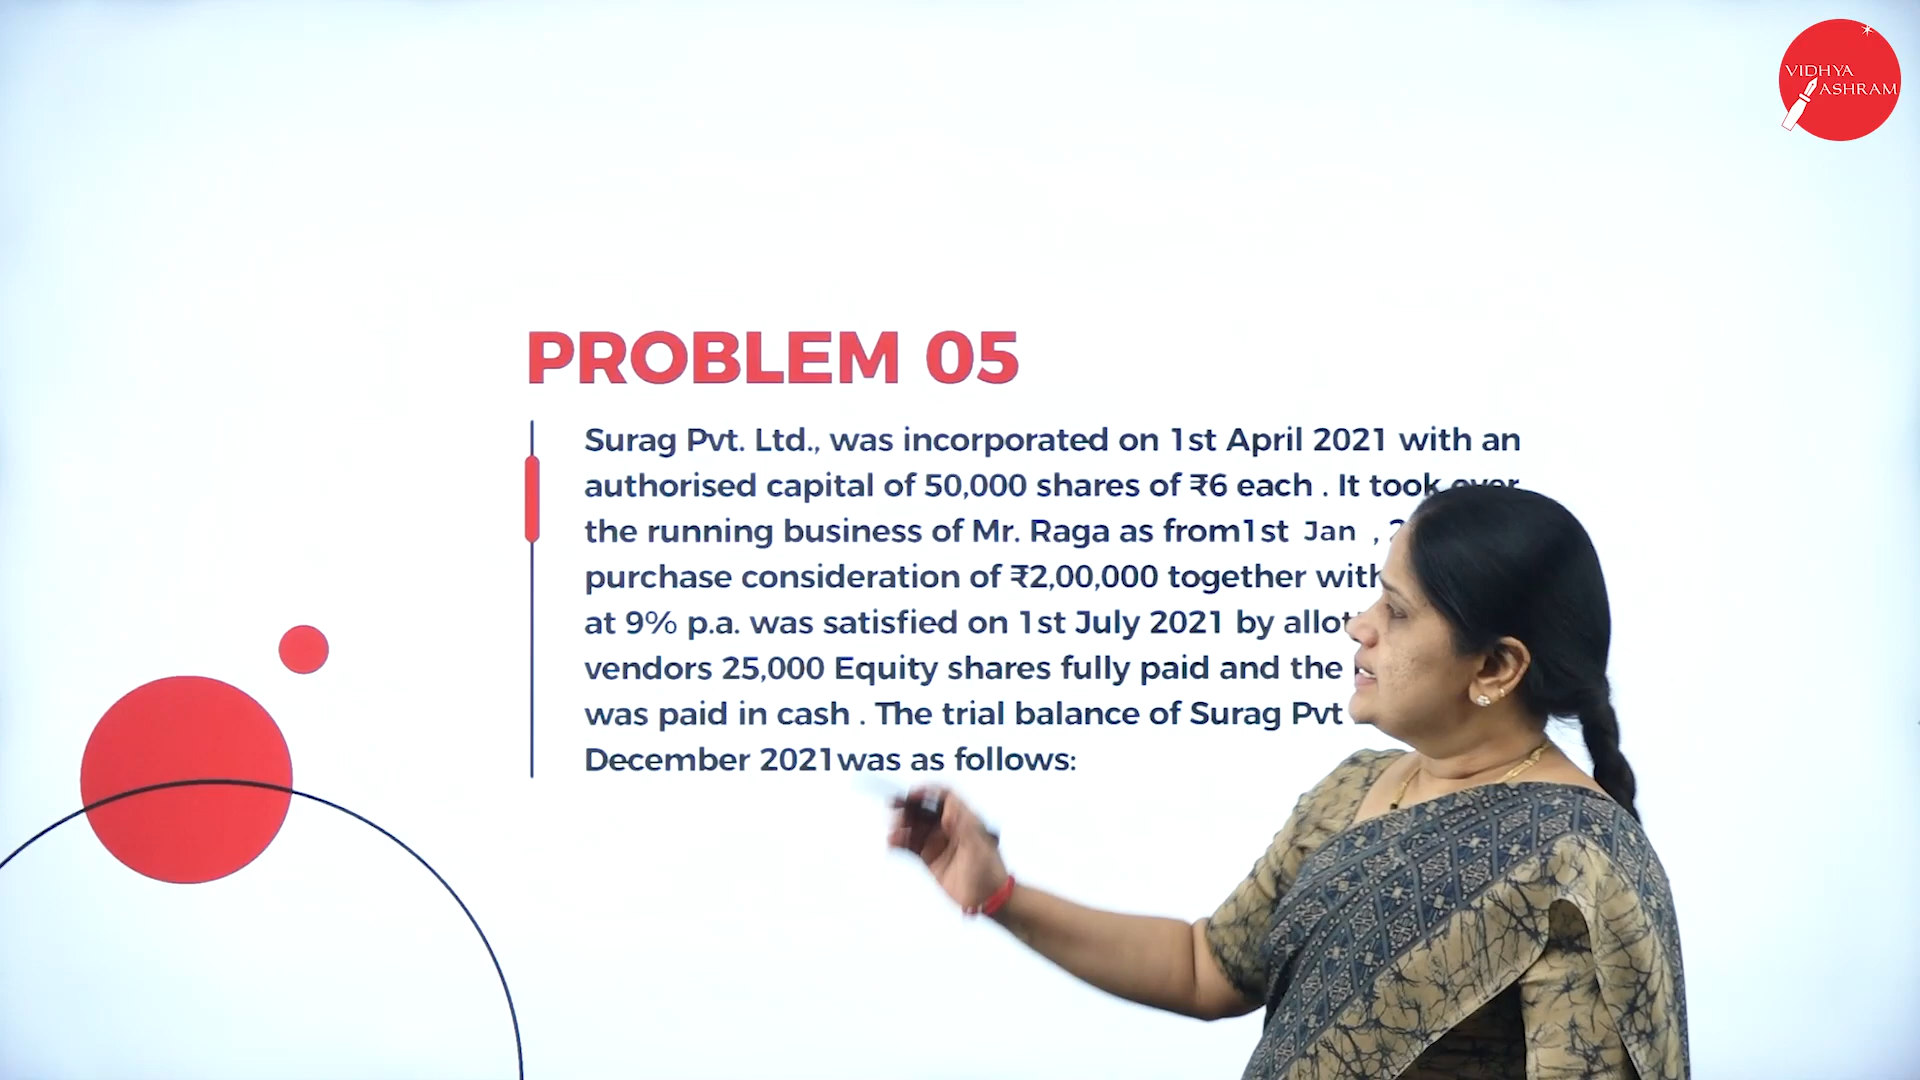 VIDHYA
ASHRAM
PROBLEM 05
Surag Pvt. Ltd., was incorporated on 1st April 2021 with an
authorised capital of 50,000 shares of ₹6 each . It took over
the running business of Mr. Raga as from1st Jan ,
purchase consideration of ₹2,00,000 together with
at 9% p.a. was satisfied on 1st July 2021 by
vendors 25,000 Equity shares fully paid and the
was paid in cash . The trial balance of Surag Pvt
December 2021was as follows: